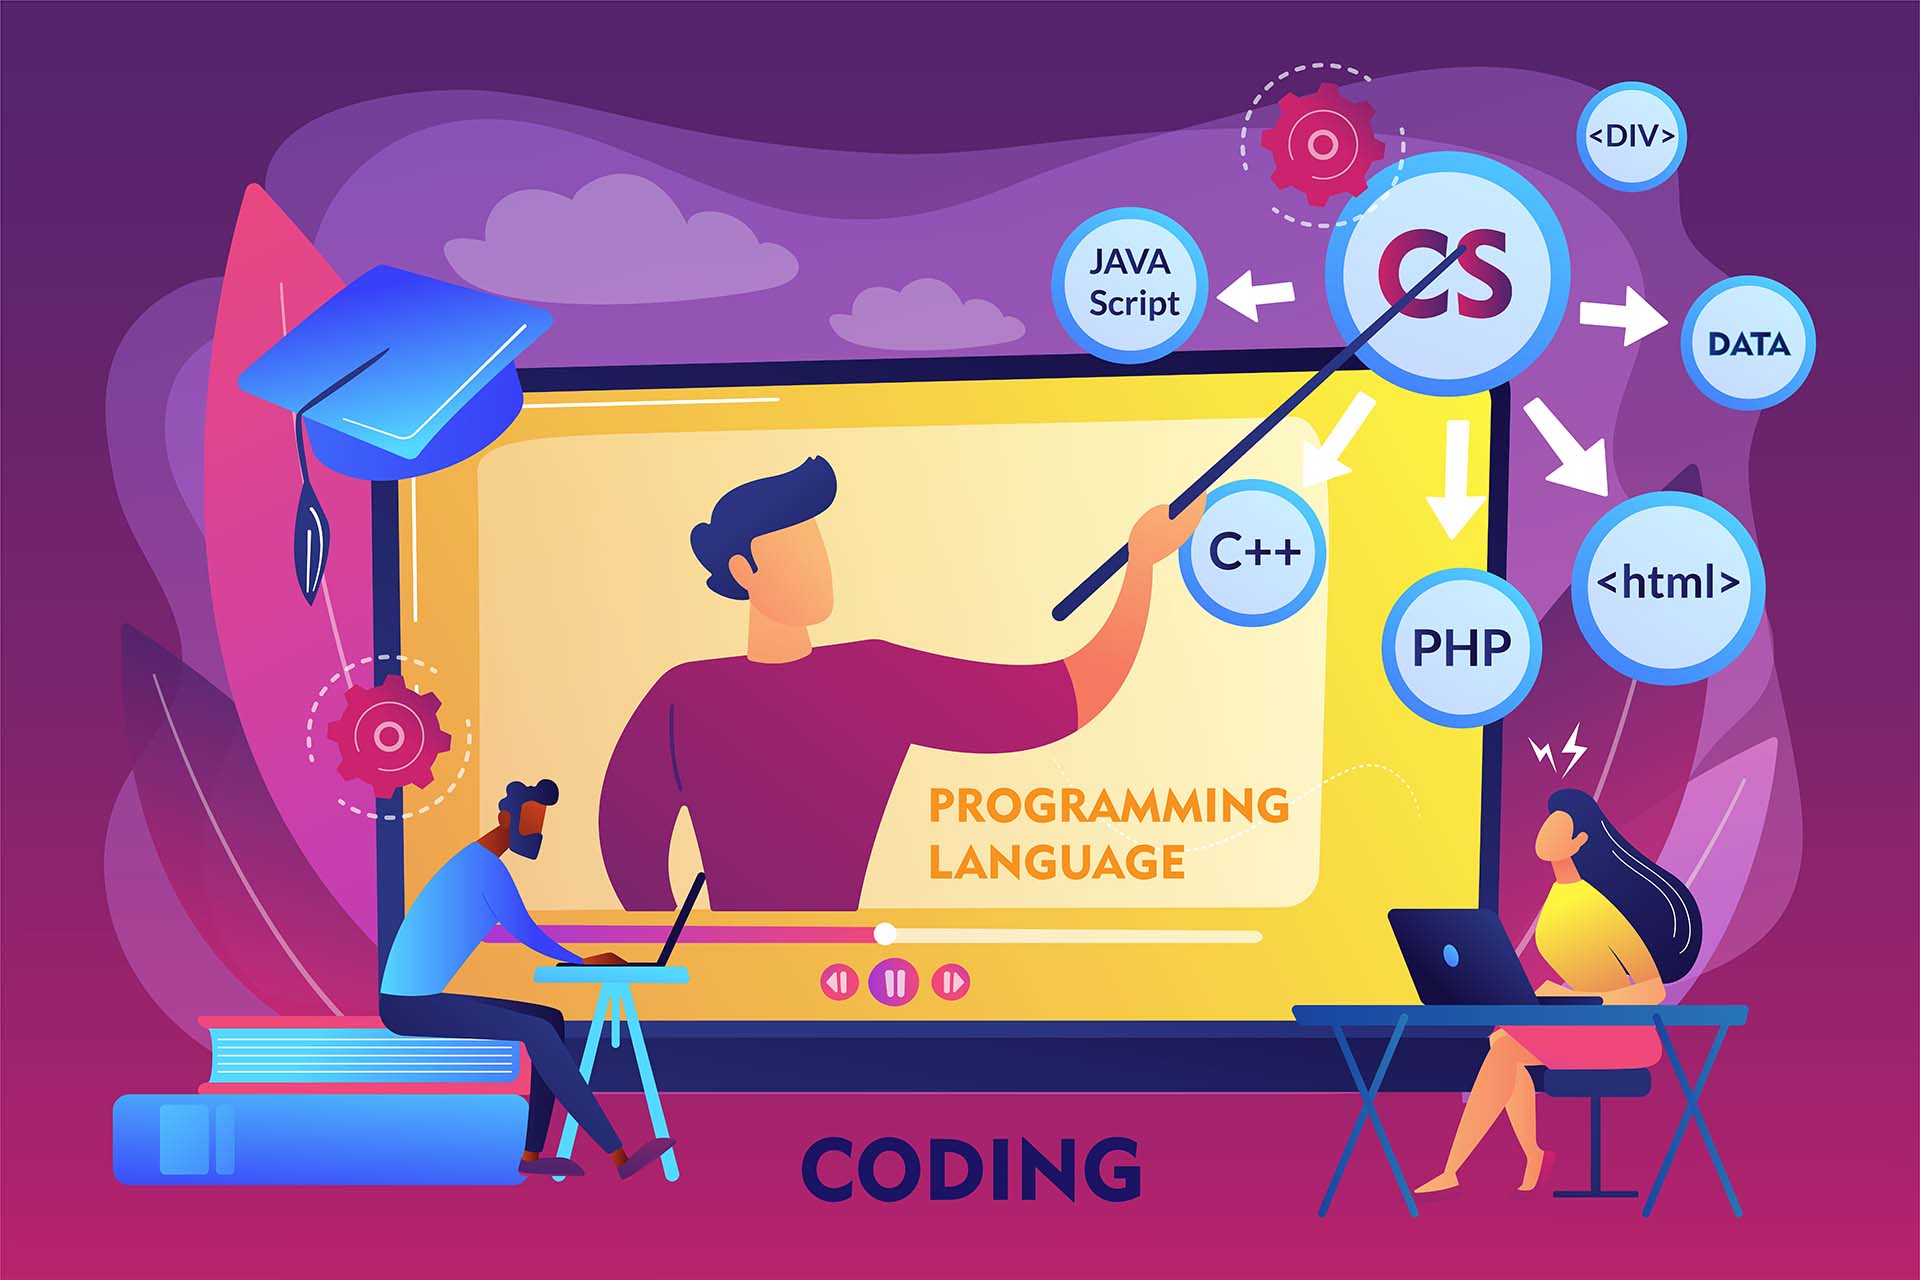 <DIV>
JAVA
Script
CS
DATA
C++
<html>
PHP
PROGRAMMING
LANGUAGE
CODING